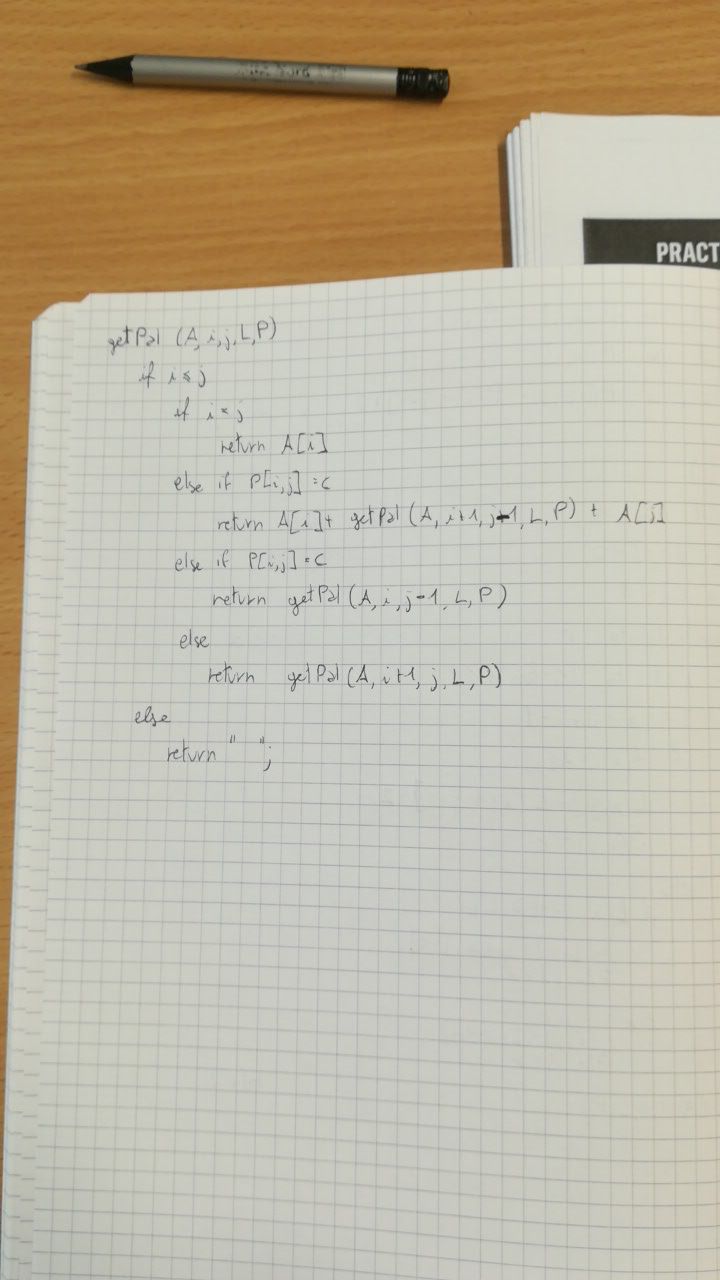 PRACT
getPal (A, i, j, L, P)
if i ≤ j
if i = j
return A[i]
else if P[i,j] = c
return A[i] + getPal (A, i+1, j-1, L, P) + A[j]
else if P[i,j] = c
return getPal (A, i, j-1, L, P)
else
return getPal (A, i+1, j, L, P)
else
return " ";